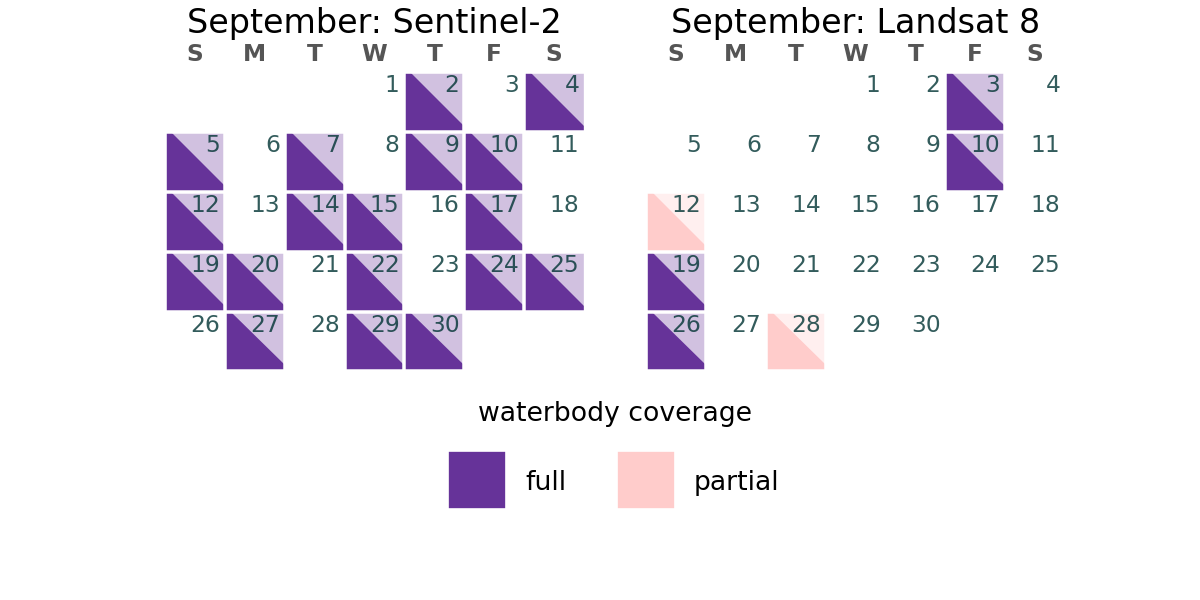 September: Sentinel-2
S M T W T F S
1 2 3 4
5 6 7 8 9 10 11
12 13 14 15 16 17 18
19 20 21 22 23 24 25
26 27 28 29 30
September: Landsat 8
S M T W T F S
1 2 3 4
5 6 7 8 9 10 11
12 13 14 15 16 17 18
19 20 21 22 23 24 25
26 27 28 29 30
waterbody coverage
full partial